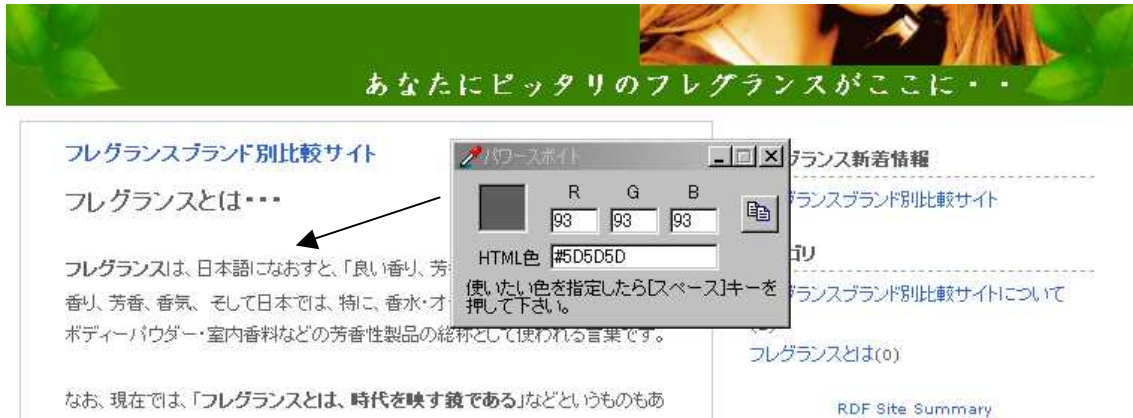 あなたにピッタリのフレグランスがここに・・
フレグランスブランド別比較サイト
フレグランスとは・・・
フレグランスは、日本語になおすと、「良い香り、芳
香り、芳香、香気、そして日本では、特に、香水・オ
ボディーパウダー・室内香料などの芳香性製品の総称として使われる言葉です。
なお、現在では、「フレグランスとは、時代を映す鏡である」などというものもあ
パワースポイト
R G B
93 93 93
HTML色 #5D5D5D
使いたい色を指定したら[スペース]キーを
押して下さい。
グランス新着情報
グランスブランド別比較サイト
ゴリ
グランスブランド別比較サイトについて
フレグランスとは(0)
RDF Site Summary